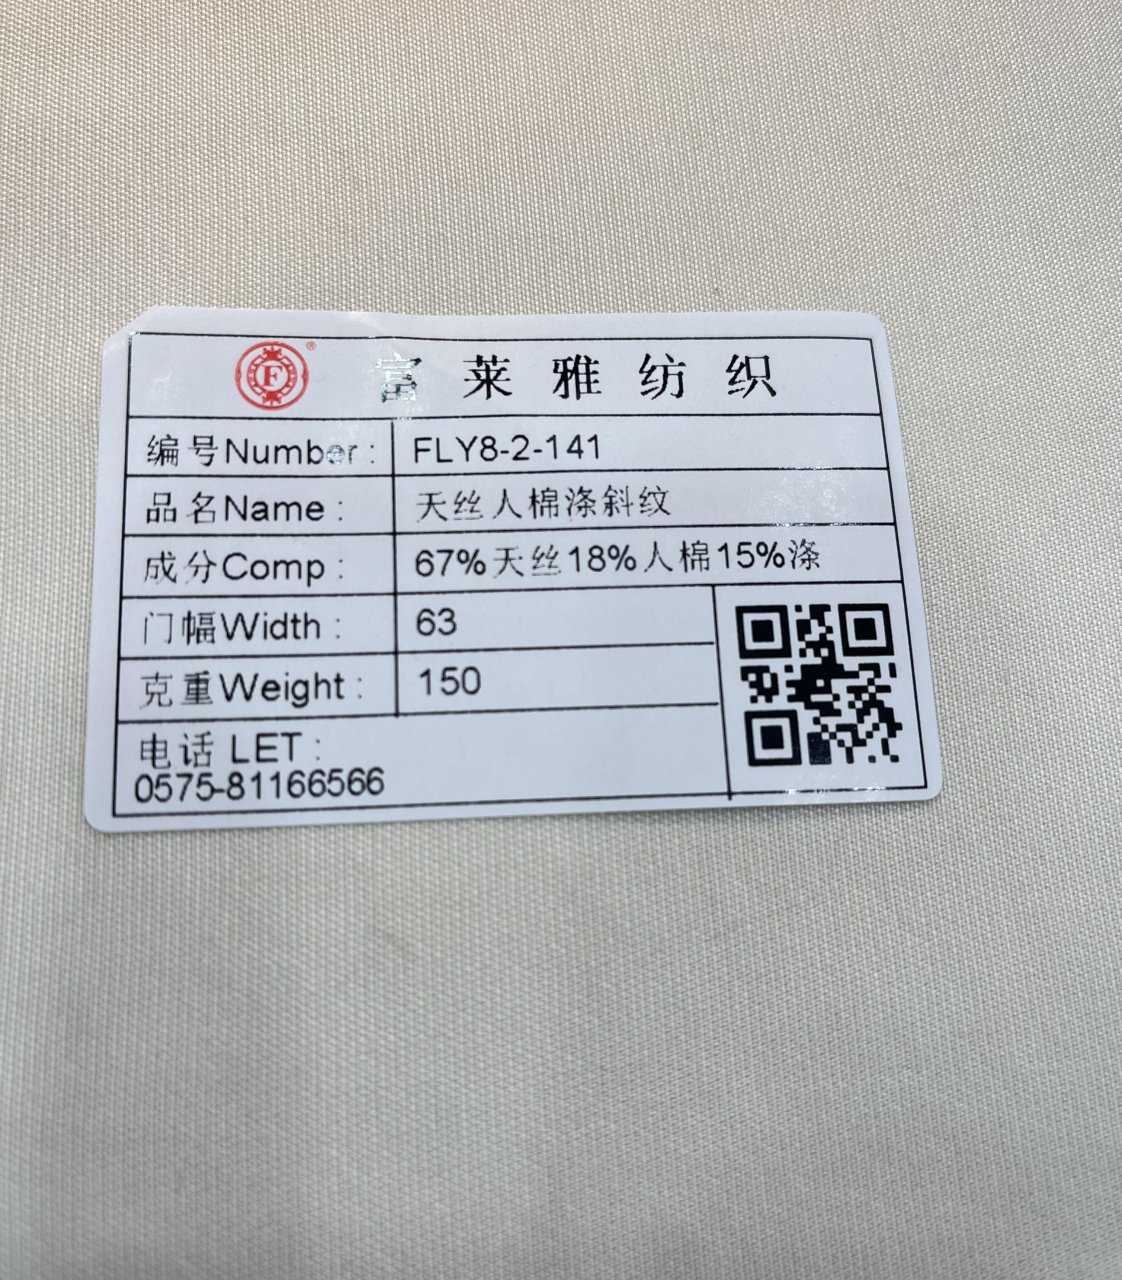 F ®
富莱雅纺织
编号Number: FLY8-2-141
品名Name: 天丝人棉涤斜纹
成分Comp: 67%天丝18%人棉15%涤
门幅Width: 63
克重Weight: 150
电话 LET:
0575-81166566